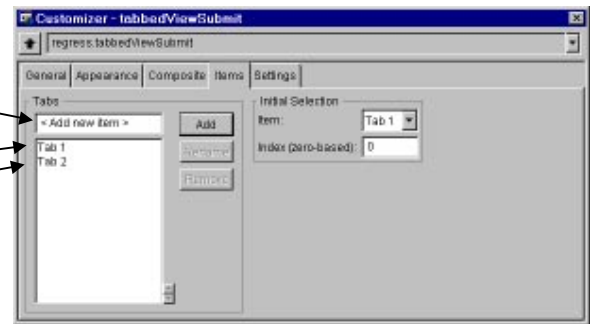 Customizer - tabbedViewSubmit
regress.tabbedViewSubmit
General Appearance Composite Items Settings
Tabs
< Add new item >
Add
Tab 1
Tab 2
Rename
Remove
Initial Selection
Item: Tab 1
Index (zero-based): 0